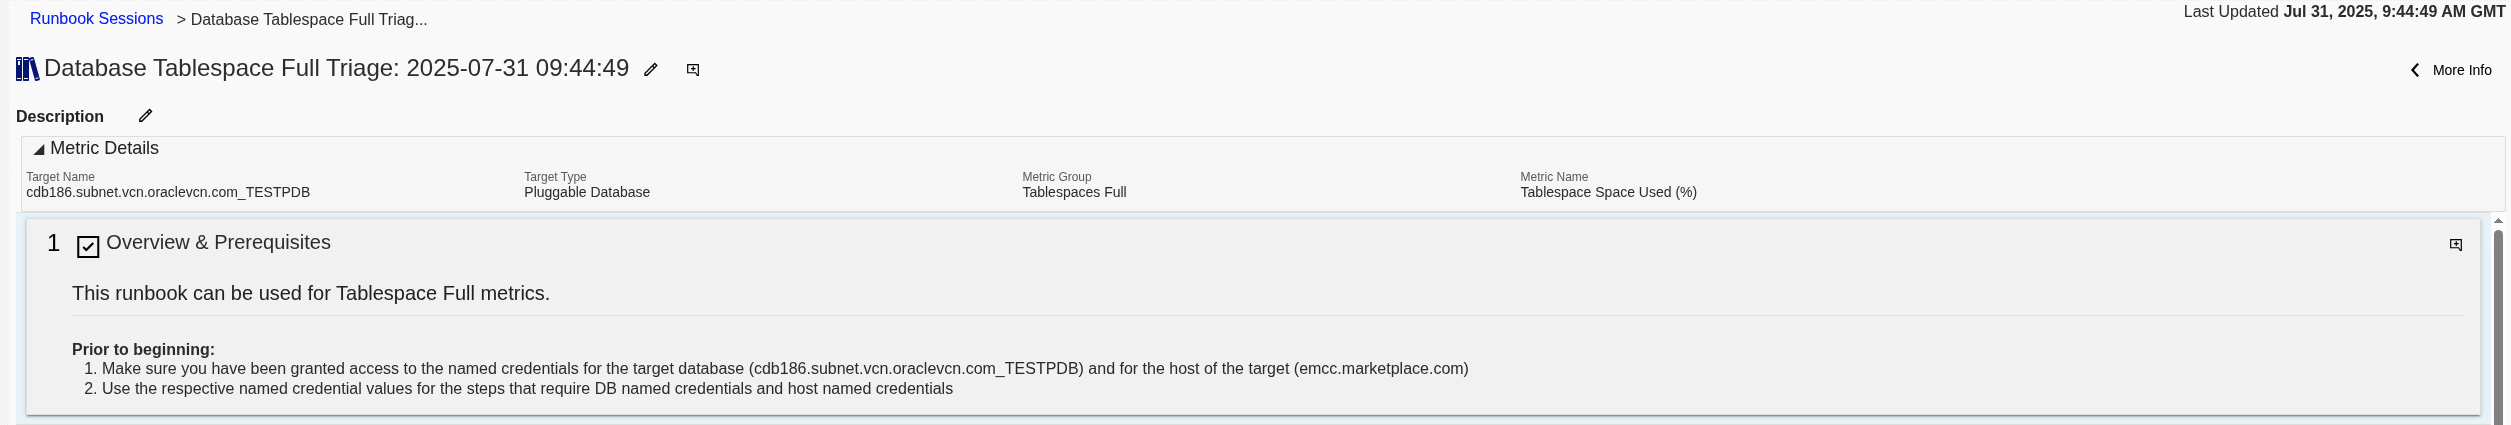 Runbook Sessions > Database Tablespace Full Triag...
Last Updated Jul 31, 2025, 9:44:49 AM GMT
Database Tablespace Full Triage: 2025-07-31 09:44:49
More Info
Description
Metric Details
Target Name
cdb186.subnet.vcn.oraclevcn.com_TESTPDB
Target Type
Pluggable Database
Metric Group
Tablespaces Full
Metric Name
Tablespace Space Used (%)
1 Overview & Prerequisites
This runbook can be used for Tablespace Full metrics.
Prior to beginning:
1. Make sure you have been granted access to the named credentials for the target database (cdb186.subnet.vcn.oraclevcn.com_TESTPDB) and for the host of the target (emcc.marketplace.com)
2. Use the respective named credential values for the steps that require DB named credentials and host named credentials